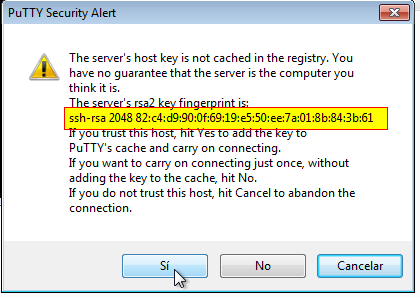 PuTTY Security Alert
The server's host key is not cached in the registry. You
have no guarantee that the server is the computer you
think it is.
The server's rsa2 key fingerprint is:
ssh-rsa 2048 82:c4:d9:90:0f:69:19:e5:50:ee:7a:01:8b:84:3b:61
If you trust this host, hit Yes to add the key to
PuTTY's cache and carry on connecting.
If you want to carry on connecting just once, without
adding the key to the cache, hit No.
If you do not trust this host, hit Cancel to abandon the
connection.
Sí No Cancelar